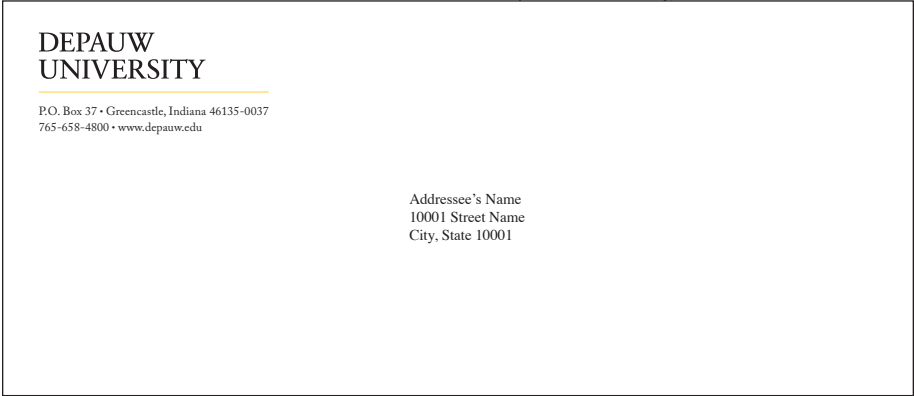 DEPAUW
UNIVERSITY
P.O. Box 37 • Greencastle, Indiana 46135-0037
765-658-4800 • www.depauw.edu
Addressee’s Name
10001 Street Name
City, State 10001